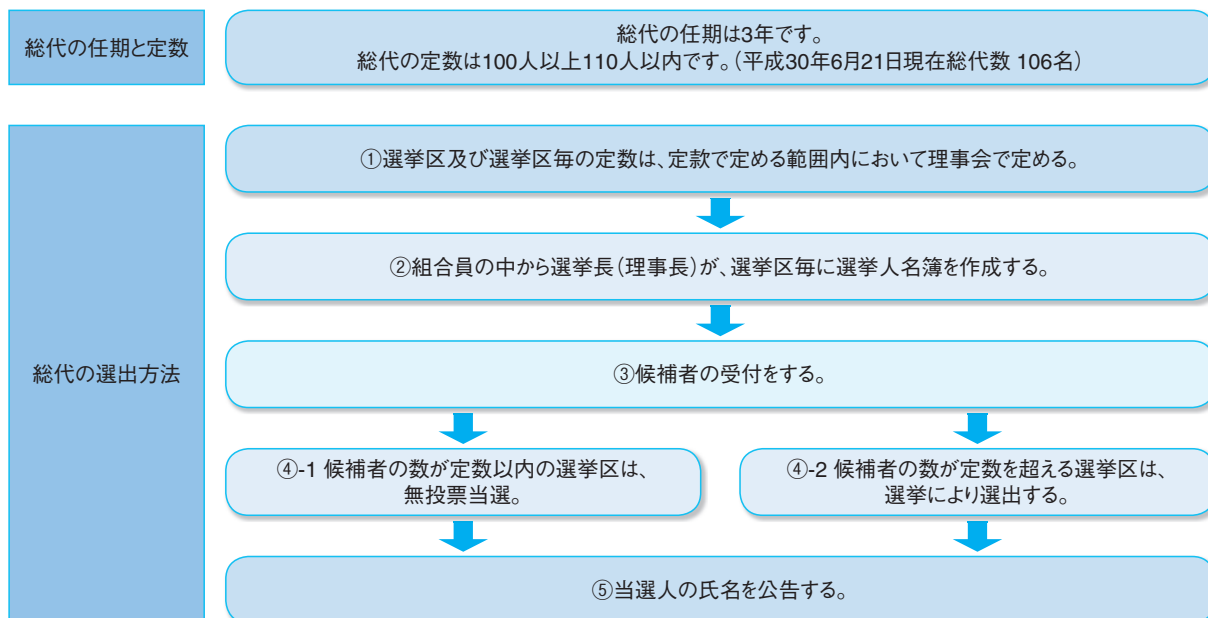 総代の任期と定数
総代の任期は3年です。
総代の定数は100人以上110人以内です。(平成30年6月21日現在総代数 106名)
総代の選出方法
①選挙区及び選挙区毎の定数は、定款で定める範囲内において理事会で定める。
②組合員の中から選挙長(理事長)が、選挙区毎に選挙人名簿を作成する。
③候補者の受付をする。
④-1 候補者の数が定数以内の選挙区は、
無投票当選。
④-2 候補者の数が定数を超える選挙区は、
選挙により選出する。
⑤当選人の氏名を公告する。